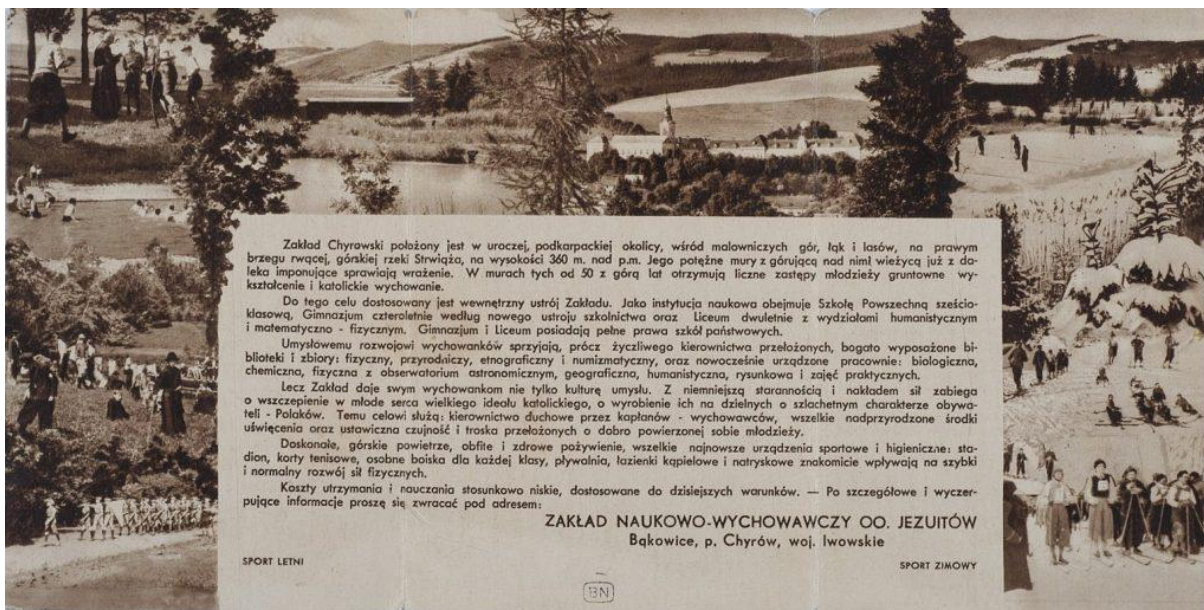 Zakład Chyrowski położony jest w uroczej, podkarpackiej okolicy, wśród malowniczych gór, łąk i lasów, na prawym
brzegu rwącej, górskiej rzeki Strwiąża, na wysokości 360 m. nad p.m. Jego potężne mury z górującą nad nimi wieżycą już z da-
leka imponujące sprawiają wrażenie. W murach tych od 50 z górą lat otrzymują liczne zastępy młodzieży gruntowne wy-
kształcenie i katolickie wychowanie.
Do tego celu dostosowany jest wewnętrzny ustrój Zakładu. Jako instytucja naukowa obejmuje Szkołę Powszechną sześcio-
klasową, Gimnazjum czteroletnie według nowego ustroju szkolnictwa oraz Liceum dwuletnie z wydziałami humanistycznym
i matematyczno - fizycznym. Gimnazjum i Liceum posiadają pełne prawa szkół państwowych.
Umysłowemu rozwojowi wychowanków sprzyjają, prócz życzliwego kierownictwa przełożonych, bogato wyposażone bi-
blioteki i zbiory: fizyczny, przyrodniczy, etnograficzny i numizmatyczny, oraz nowocześnie urządzone pracownie: biologiczna,
chemiczna, fizyczna z obserwatorium astronomicznym, geograficzna, humanistyczna, rysunkowa i zajęć praktycznych.
Lecz Zakład daje swym wychowankom nie tylko kulturę umysłu. Z niemniejszą starannością i nakładem sił zabiega
o wszczepienie w młode serca wielkiego ideału katolickiego, o wyrobienie ich na dzielnych o szlachetnym charakterze obywa-
teli - Polaków. Temu celowi służą: kierownictwo duchowe przez kapłanów - wychowawców, wszelkie nadprzyrodzone środki
uświęcenia oraz ustawiczna czujność i troska przełożonych o dobro powierzonej sobie młodzieży.
Doskonałe, górskie powietrze, obfite i zdrowe pożywienie, wszelkie najnowsze urządzenia sportowe i higieniczne: sta-
dion, korty tenisowe, osobne boiska dla każdej klasy, pływalnia, łazienki kąpielowe i natryskowe znakomicie wpływają na szybki
i normalny rozwój sił fizycznych.
Koszty utrzymania i nauczania stosunkowo niskie, dostosowane do dzisiejszych warunków. — Po szczegółowe i wyczer-
pujące informacje proszę się zwracać pod adresem:
ZAKŁAD NAUKOWO-WYCHOWAWCZY OO. JEZUITÓW
Bąkowice, p. Chyrów, woj. lwowskie
SPORT LETNI
SPORT ZIMOWY
BN